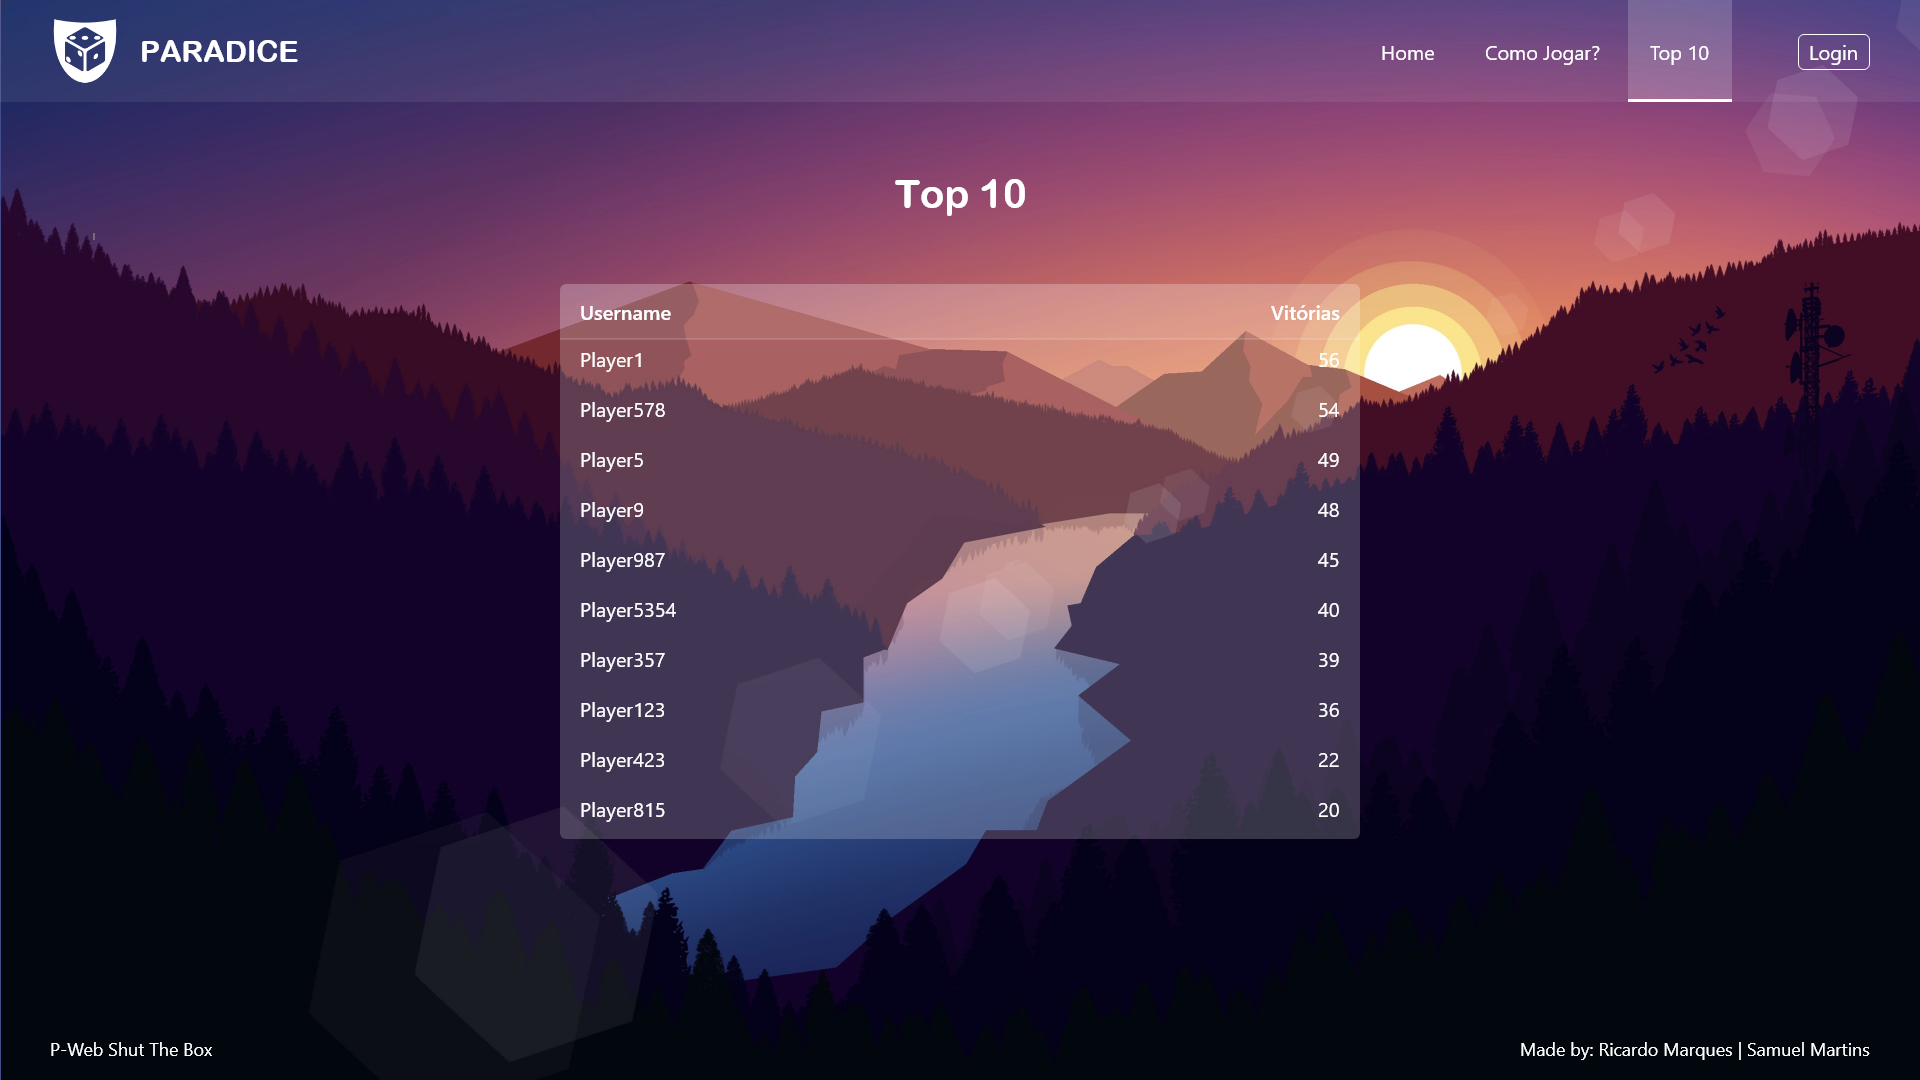 PARADICE
Home Como Jogar? Top 10 Login
Top 10
Username Vitórias
Player1 56
Player578 54
Player5 49
Player9 48
Player987 45
Player5354 40
Player357 39
Player123 36
Player423 22
Player815 20
P-Web Shut The Box Made by: Ricardo Marques | Samuel Martins